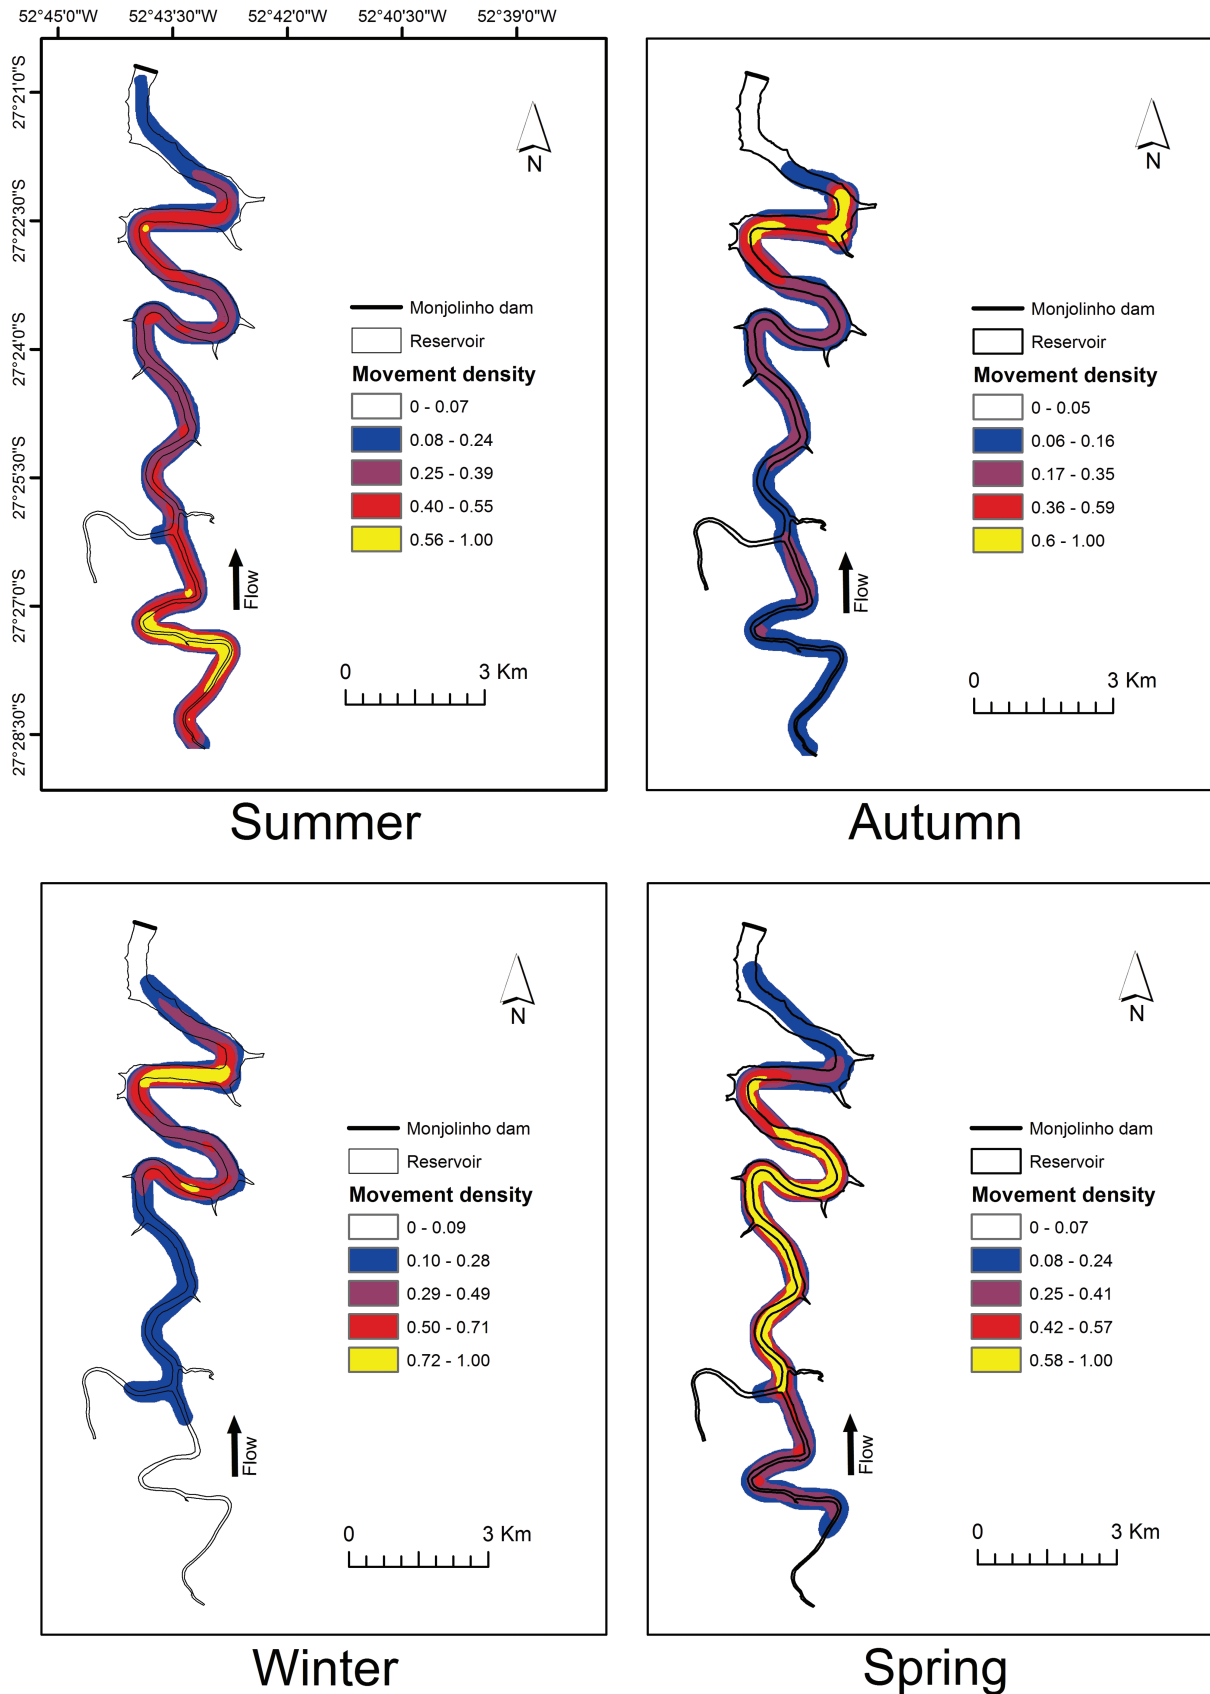 52°45'0"W 52°43'30"W 52°42'0"W 52°40'30"W 52°39'0"W
27°21'0"S
27°22'30"S
27°24'0"S
27°25'30"S
27°27'0"S
27°28'30"S
N
Monjolinho dam
Reservoir
Movement density
0 - 0.07
0.08 - 0.24
0.25 - 0.39
0.40 - 0.55
0.56 - 1.00
Flow
0 3 Km
Summer
N
Monjolinho dam
Reservoir
Movement density
0 - 0.05
0.06 - 0.16
0.17 - 0.35
0.36 - 0.59
0.6 - 1.00
Flow
0 3 Km
Autumn
N
Monjolinho dam
Reservoir
Movement density
0 - 0.09
0.10 - 0.28
0.29 - 0.49
0.50 - 0.71
0.72 - 1.00
Flow
0 3 Km
Winter
N
Monjolinho dam
Reservoir
Movement density
0 - 0.07
0.08 - 0.24
0.25 - 0.41
0.42 - 0.57
0.58 - 1.00
Flow
0 3 Km
Spring